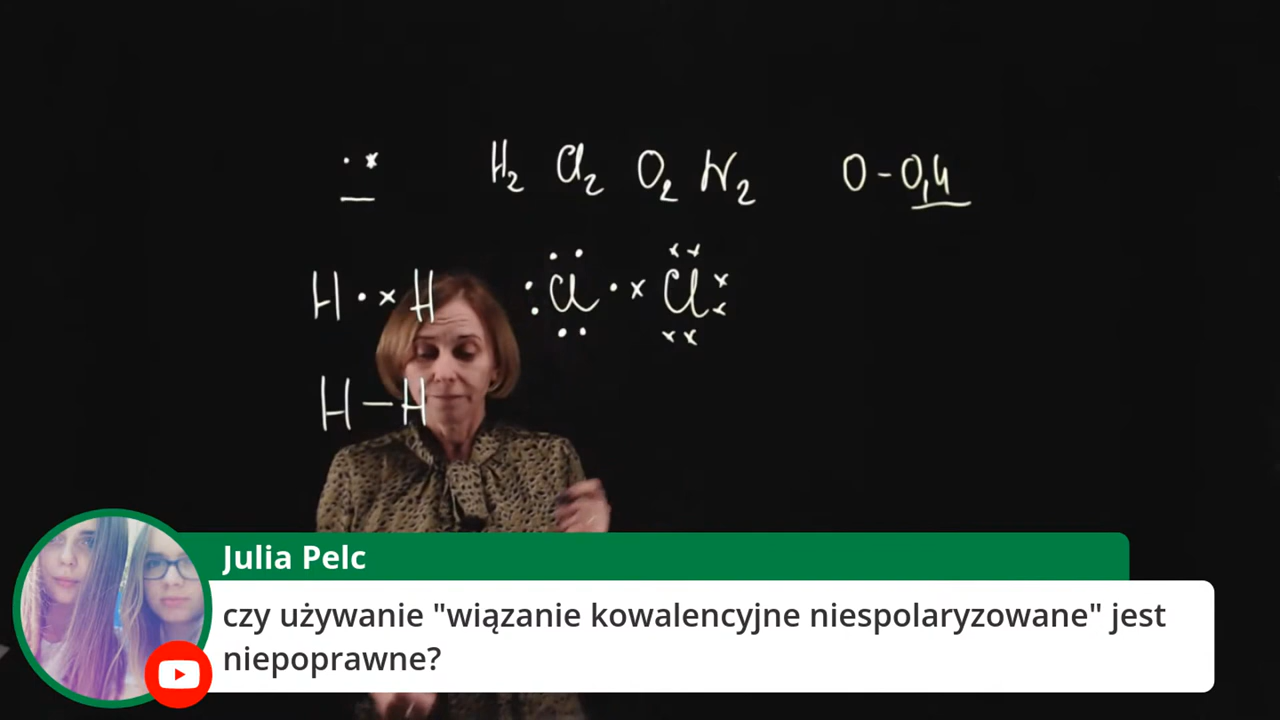 · × H₂ Cl₂ O₂ N₂ 0-0,4
H · × H : Cl · × Cl
H - H
Julia Pelc
czy używanie "wiązanie kowalencyjne niespolaryzowane" jest
niepoprawne?